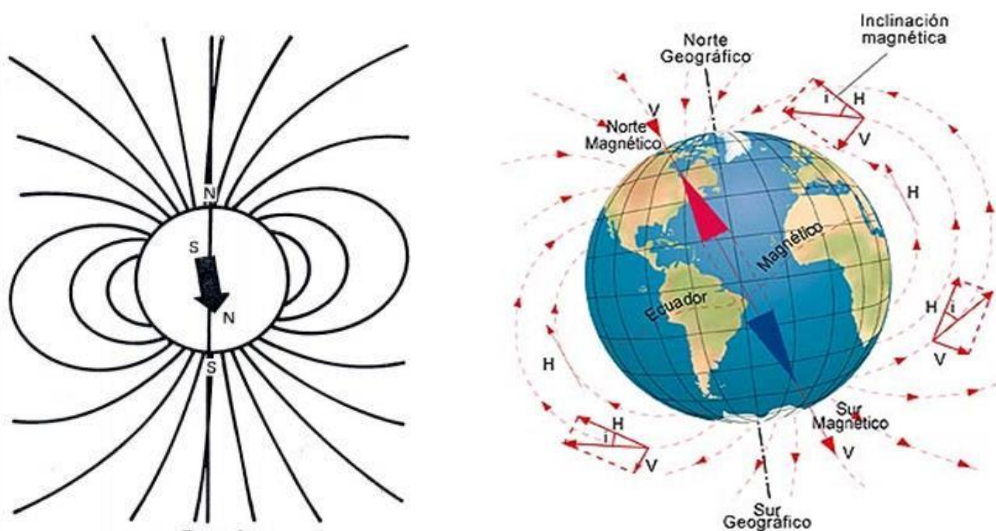 N
S
N
S
Norte
Geográfico
Inclinación
magnética
V
Norte
Magnético
i
H
V
H
Magnético
Ecuador
H
H
i
V
H
i
V
Sur
Magnético
V
Sur
Geográfico